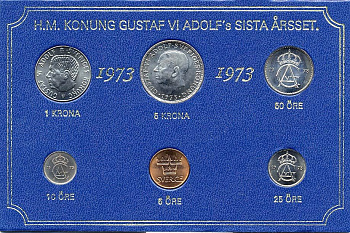 H.M. KONUNG GUSTAF VI ADOLF's SISTA ÅRSSET.
1973 1973
1 KRONA
5 KRONA
50 ÖRE
10 ÖRE
SVERIGE
5 ÖRE
25 ÖRE